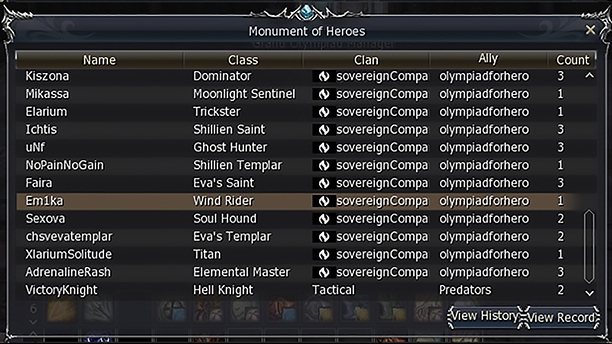 Monument of Heroes
Name Class Clan Ally Count
Kiszona Dominator sovereignCompa olympiadforhero 3
Mikassa Moonlight Sentinel sovereignCompa olympiadforhero 1
Elarium Trickster sovereignCompa olympiadforhero 1
Ichtis Shillien Saint sovereignCompa olympiadforhero 3
uNf Ghost Hunter sovereignCompa olympiadforhero 3
NoPainNoGain Shillien Templar sovereignCompa olympiadforhero 1
Faira Eva's Saint sovereignCompa olympiadforhero 3
Em1ka Wind Rider sovereignCompa olympiadforhero 1
Sexova Soul Hound sovereignCompa olympiadforhero 2
chsvevatemplar Eva's Templar sovereignCompa olympiadforhero 2
XlariumSolitude Titan sovereignCompa olympiadforhero 1
AdrenalineRash Elemental Master sovereignCompa olympiadforhero 3
VictoryKnight Hell Knight Tactical Predators 2
View History View Record